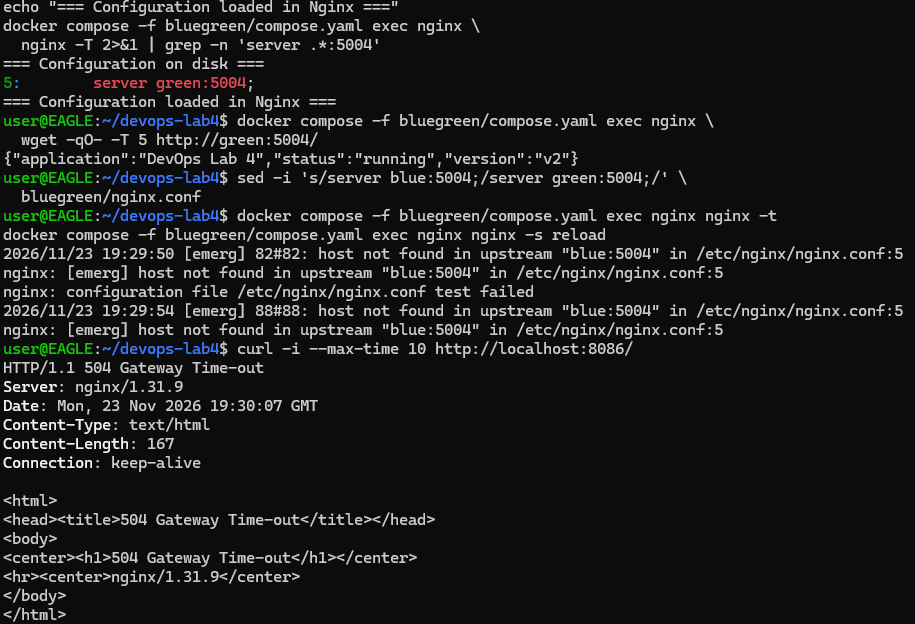 echo "=== Configuration loaded in Nginx ==="
docker compose -f bluegreen/compose.yaml exec nginx \
  nginx -T 2>&1 | grep -n 'server .*:5004'
=== Configuration on disk ===
5:        server green:5004;
=== Configuration loaded in Nginx ===
user@EAGLE:~/devops-lab4$ docker compose -f bluegreen/compose.yaml exec nginx \
  wget -qO- -T 5 http://green:5004/
{"application":"DevOps Lab 4","status":"running","version":"v2"}
user@EAGLE:~/devops-lab4$ sed -i 's/server blue:5004;/server green:5004;/' \
  bluegreen/nginx.conf
user@EAGLE:~/devops-lab4$ docker compose -f bluegreen/compose.yaml exec nginx nginx -t
docker compose -f bluegreen/compose.yaml exec nginx nginx -s reload
2026/11/23 19:29:50 [emerg] 82#82: host not found in upstream "blue:5004" in /etc/nginx/nginx.conf:5
nginx: [emerg] host not found in upstream "blue:5004" in /etc/nginx/nginx.conf:5
nginx: configuration file /etc/nginx/nginx.conf test failed
2026/11/23 19:29:54 [emerg] 88#88: host not found in upstream "blue:5004" in /etc/nginx/nginx.conf:5
nginx: [emerg] host not found in upstream "blue:5004" in /etc/nginx/nginx.conf:5
user@EAGLE:~/devops-lab4$ curl -i --max-time 10 http://localhost:8086/
HTTP/1.1 504 Gateway Time-out
Server: nginx/1.31.9
Date: Mon, 23 Nov 2026 19:30:07 GMT
Content-Type: text/html
Content-Length: 167
Connection: keep-alive

<html>
<head><title>504 Gateway Time-out</title></head>
<body>
<center><h1>504 Gateway Time-out</h1></center>
<hr><center>nginx/1.31.9</center>
</body>
</html>